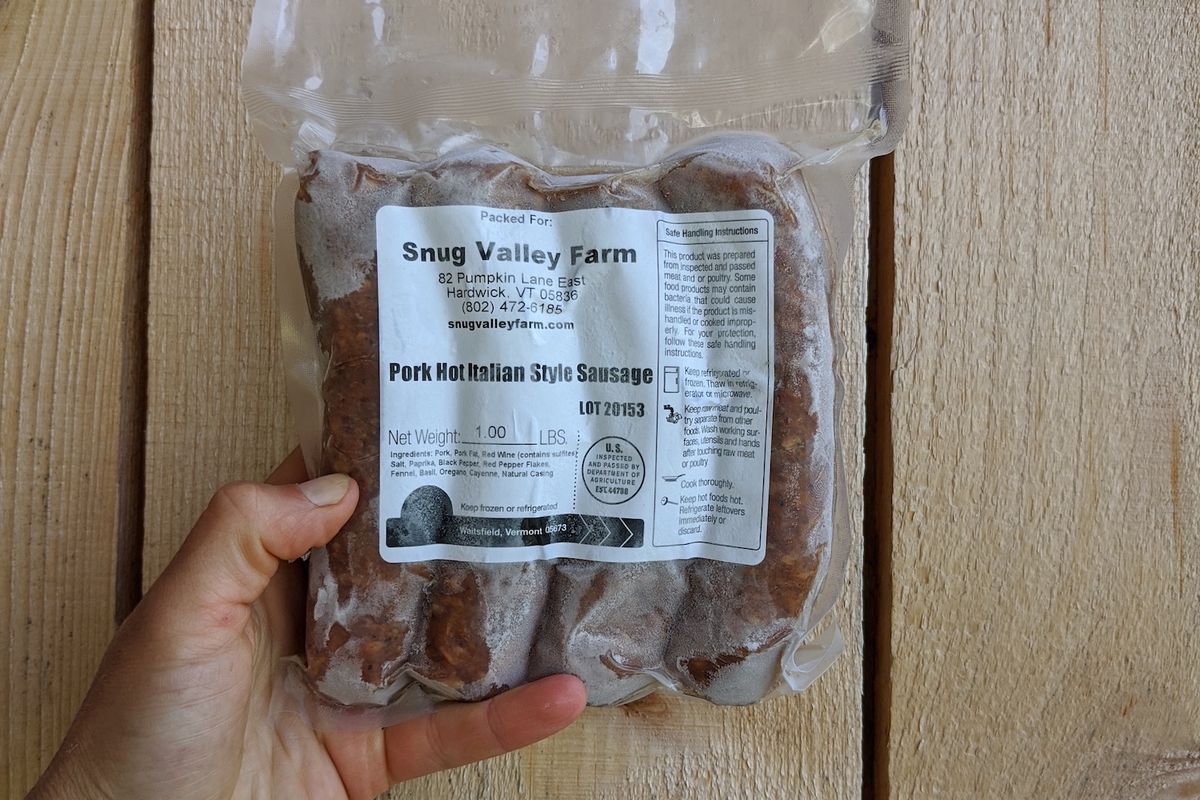 Packed For:
Snug Valley Farm
82 Pumpkin Lane East
Hardwick, VT 05836
(802) 472-6185
snugvalleyfarm.com
Pork Hot Italian Style Sausage
LOT 20153
Net Weight: 1.00 LBS.
Ingredients: Pork, Pork Fat, Red Wine (contains sulfites)
Salt, Paprika, Black Pepper, Red Pepper Flakes,
Fennel, Basil, Oregano, Cayenne, Natural Casing
U.S.
INSPECTED
AND PASSED BY
DEPARTMENT OF
AGRICULTURE
EST. 44788
Keep frozen or refrigerated
Waitsfield, Vermont 05673
Safe Handling Instructions
This product was prepared
from inspected and passed
meat and or poultry. Some
food products may contain
bacteria that could cause
illness if the product is mis-
handled or cooked improp-
erly. For your protection,
follow these safe handling
instructions.
Keep refrigerated or
frozen. Thaw in refrig-
erator or microwave.
Keep raw meat and poul-
try separate from other
foods. Wash working sur-
faces, utensils and hands
after touching raw meat
or poultry
Cook thoroughly.
Keep hot foods hot.
Refrigerate leftovers
immediately or
discard.